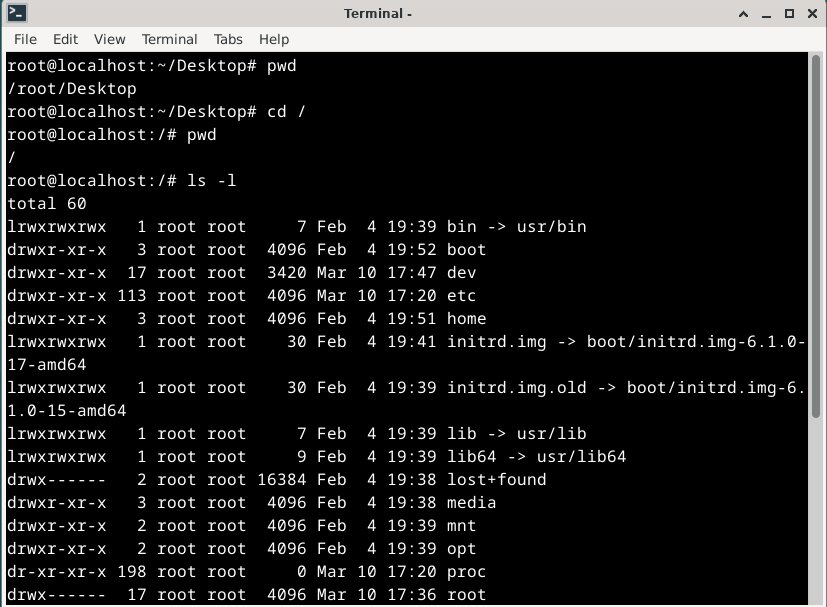 Terminal -
File Edit View Terminal Tabs Help
root@localhost:~/Desktop# pwd
/root/Desktop
root@localhost:~/Desktop# cd /
root@localhost:/# pwd
/
root@localhost:/# ls -l
total 60
lrwxrwxrwx   1 root root     7 Feb  4 19:39 bin -> usr/bin
drwxr-xr-x   3 root root  4096 Feb  4 19:52 boot
drwxr-xr-x  17 root root  3420 Mar 10 17:47 dev
drwxr-xr-x 113 root root  4096 Mar 10 17:20 etc
drwxr-xr-x   3 root root  4096 Feb  4 19:51 home
lrwxrwxrwx   1 root root    30 Feb  4 19:41 initrd.img -> boot/initrd.img-6.1.0-
17-amd64
lrwxrwxrwx   1 root root    30 Feb  4 19:39 initrd.img.old -> boot/initrd.img-6.
1.0-15-amd64
lrwxrwxrwx   1 root root     7 Feb  4 19:39 lib -> usr/lib
lrwxrwxrwx   1 root root     9 Feb  4 19:39 lib64 -> usr/lib64
drwx------   2 root root 16384 Feb  4 19:38 lost+found
drwxr-xr-x   3 root root  4096 Feb  4 19:38 media
drwxr-xr-x   2 root root  4096 Feb  4 19:39 mnt
drwxr-xr-x   2 root root  4096 Feb  4 19:39 opt
dr-xr-xr-x 198 root root     0 Mar 10 17:20 proc
drwx------  17 root root  4096 Mar 10 17:36 root